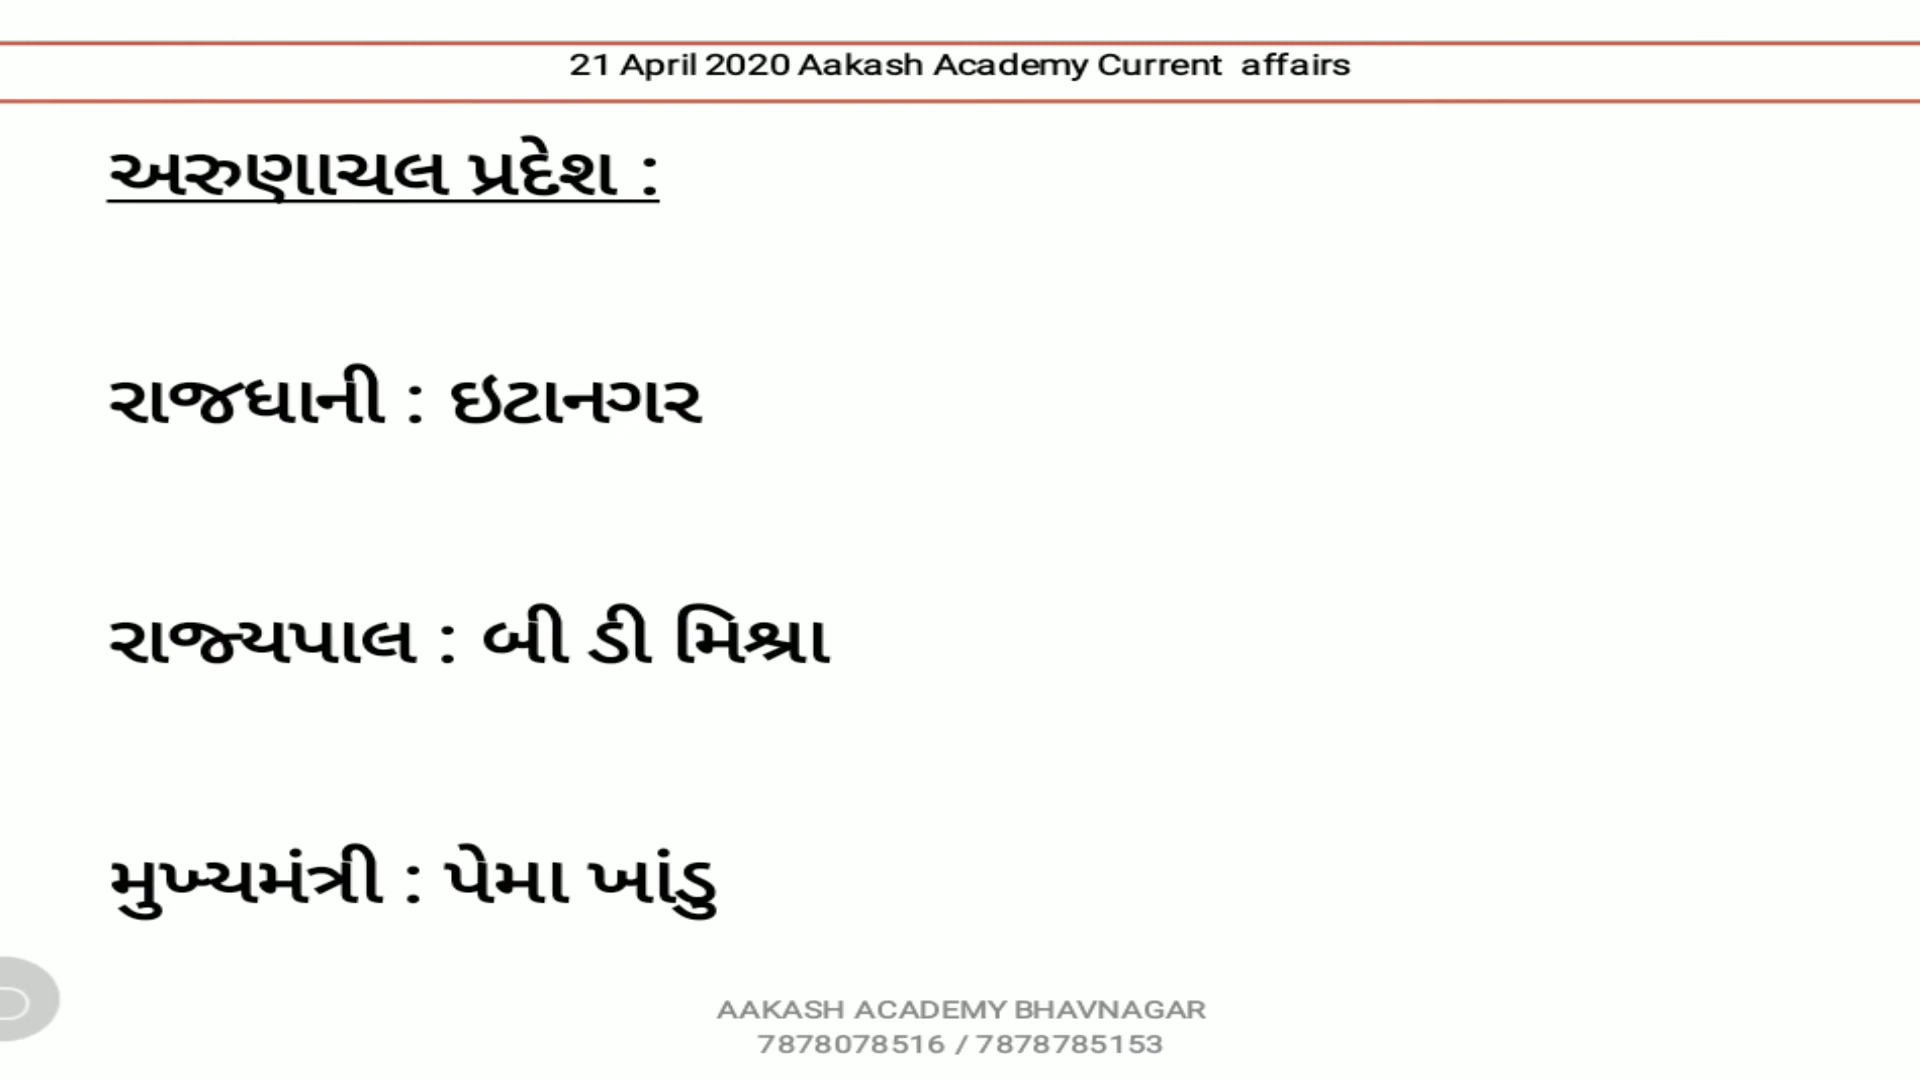 21 April 2020 Aakash Academy Current affairs
અરુણાચલ પ્રદેશ :
રાજધાની : ઇટાનગર
રાજ્યપાલ : બી ડી મિશ્રા
મુખ્યમંત્રી : પેમા ખાંડુ
AAKASH ACADEMY BHAVNAGAR
7878078516 / 7878785153